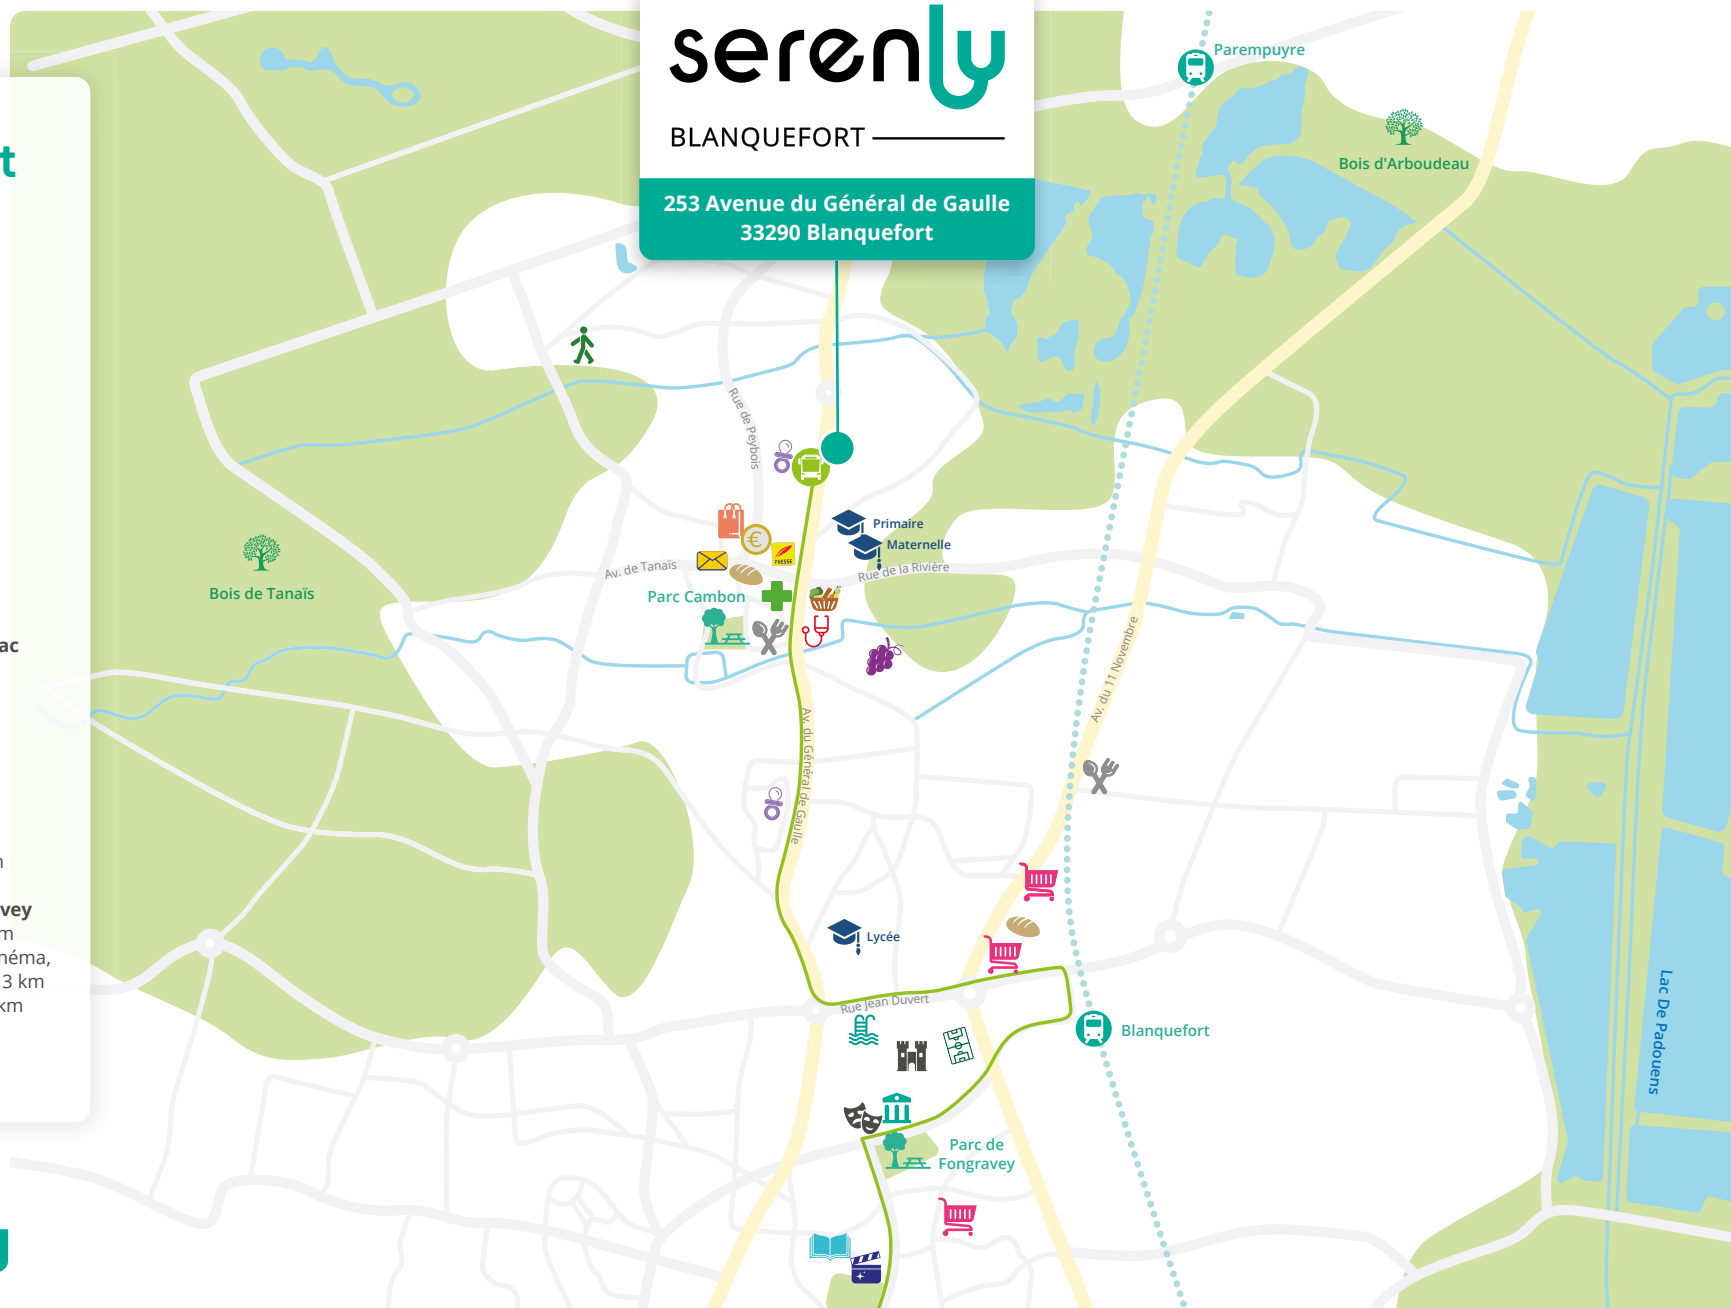 serenly
BLANQUEFORT
253 Avenue du Général de Gaulle
33290 Blanquefort
Parempuyre
Bois d'Arboudeau
Rue de Peybois
Primaire
Maternelle
PRESSE
Av. de Tanaïs
Rue de la Rivière
Bois de Tanaïs
Parc Cambon
Av. du 11 Novembre
Av. du Général de Gaulle
Lycée
Rue Jean Duvert
Blanquefort
Lac De Padouens
Parc de
Fongravey
t
ac
vey
m
néma,
3 km
km